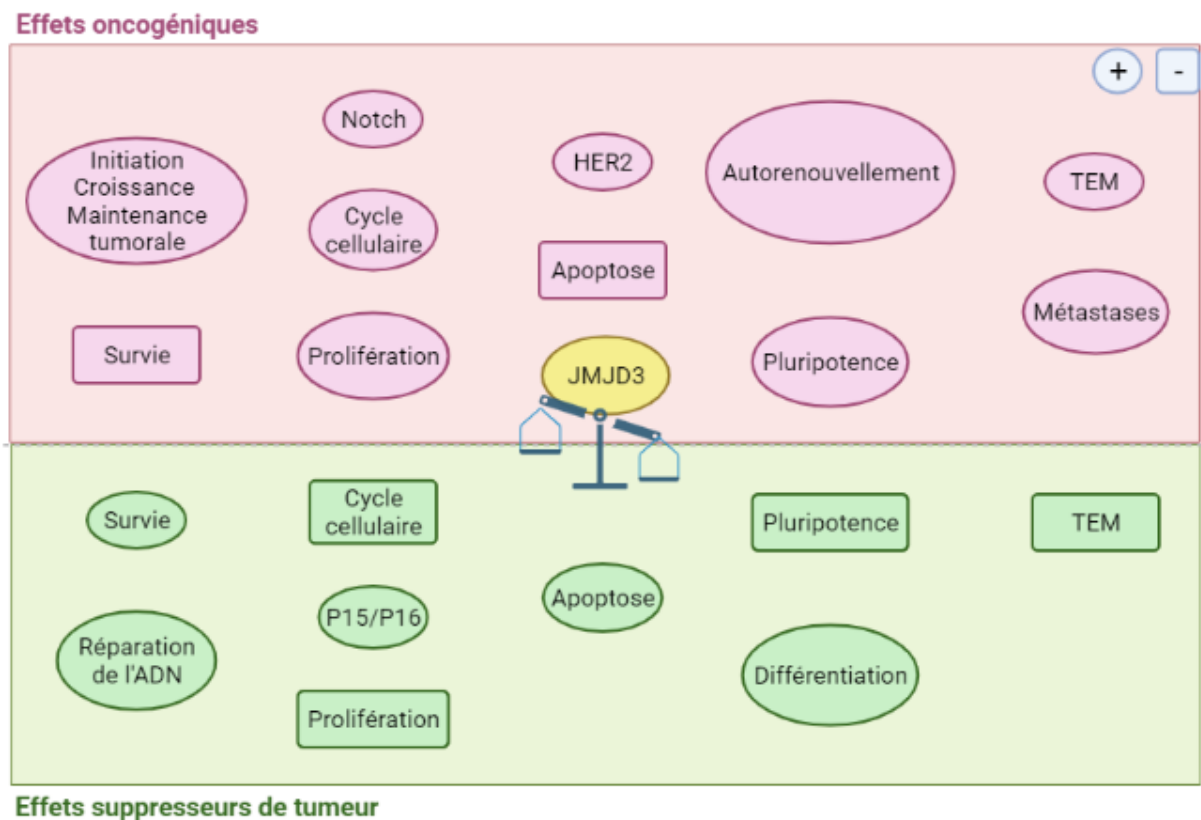 Effets oncogéniques
+
-
Initiation
Croissance
Maintenance
tumorale
Survie
Notch
Cycle
cellulaire
Prolifération
HER2
Apoptose
JMJD3
Autorenouvellement
Pluripotence
TEM
Métastases
Survie
Réparation
de l'ADN
Cycle
cellulaire
P15/P16
Prolifération
Apoptose
Pluripotence
Différentiation
TEM
Effets suppresseurs de tumeur